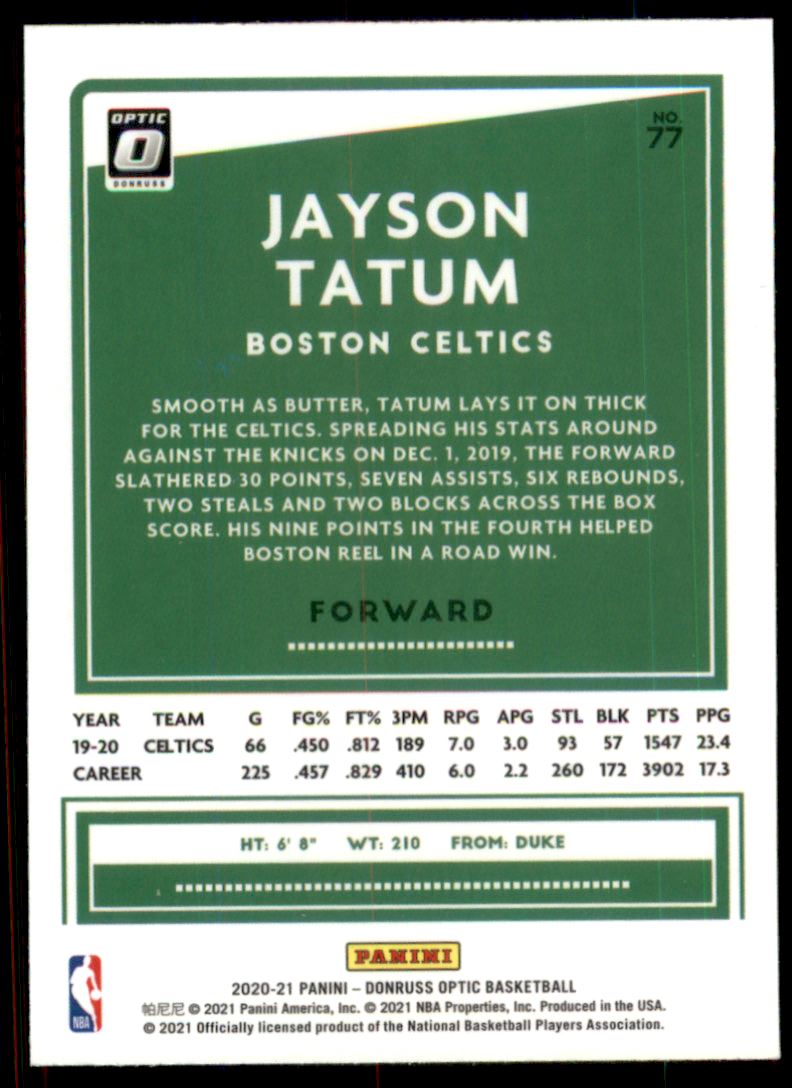 OPTIC
O
DONRUSS
NO.
77
JAYSON
TATUM
BOSTON CELTICS
SMOOTH AS BUTTER, TATUM LAYS IT ON THICK
FOR THE CELTICS. SPREADING HIS STATS AROUND
AGAINST THE KNICKS ON DEC. 1, 2019, THE FORWARD
SLATHERED 30 POINTS, SEVEN ASSISTS, SIX REBOUNDS,
TWO STEALS AND TWO BLOCKS ACROSS THE BOX
SCORE. HIS NINE POINTS IN THE FOURTH HELPED
BOSTON REEL IN A ROAD WIN.
FORWARD
YEAR TEAM G FG% FT% 3PM RPG APG STL BLK PTS PPG
19-20 CELTICS 66 .450 .812 189 7.0 3.0 93 57 1547 23.4
CAREER 225 .457 .829 410 6.0 2.2 260 172 3902 17.3
HT: 6' 8" WT: 210 FROM: DUKE
PANINI
2020-21 PANINI – DONRUSS OPTIC BASKETBALL
帕尼尼 © 2021 Panini America, Inc. © 2021 NBA Properties, Inc. Produced in the USA.
© 2021 Officially licensed product of the National Basketball Players Association.
NBA